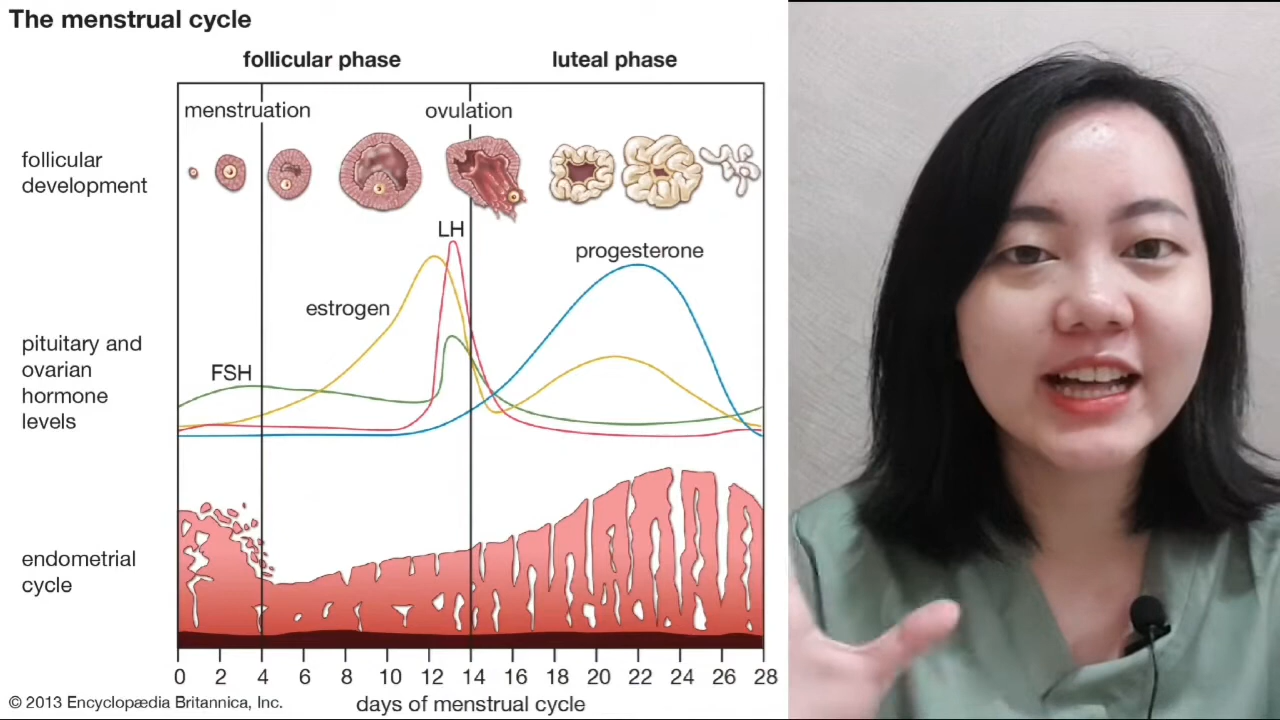 The menstrual cycle
follicular phase
luteal phase
menstruation
ovulation
follicular
development
LH
progesterone
estrogen
pituitary and
ovarian
hormone
levels
FSH
endometrial
cycle
0 2 4 6 8 10 12 14 16 18 20 22 24 26 28
days of menstrual cycle
© 2013 Encyclopædia Britannica, Inc.